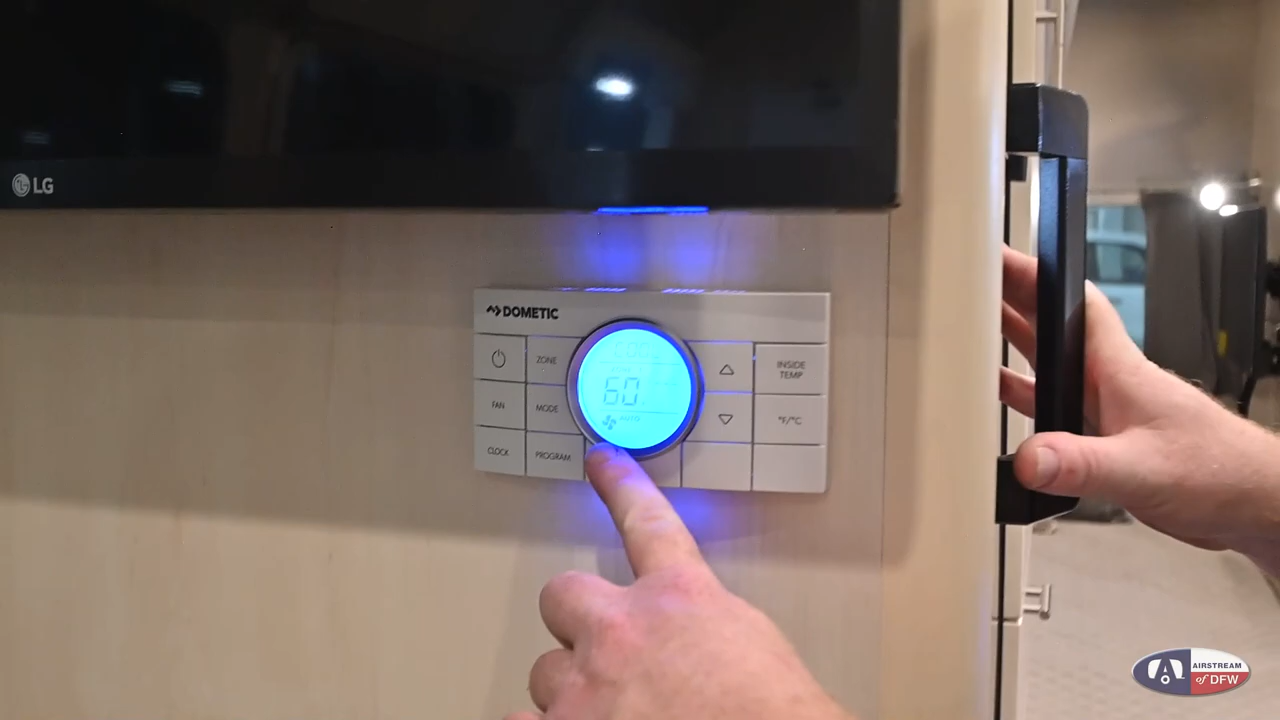 LG
DOMETIC
ZONE
INSIDE
TEMP
60
FAN
MODE
°F/°C
AUTO
CLOCK
PROGRAM
AIRSTREAM
of DFW